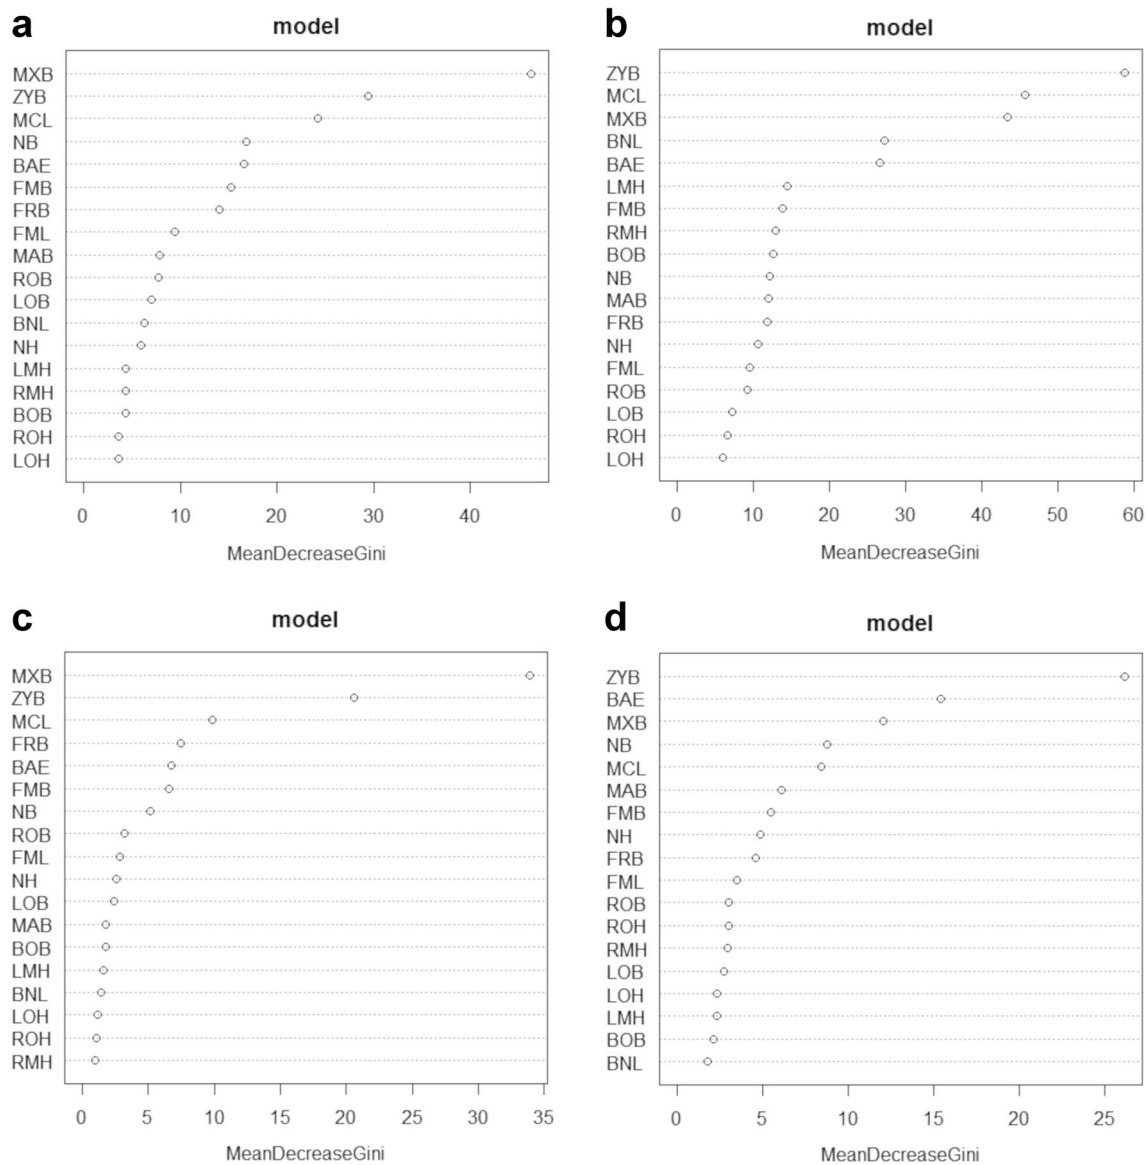 a
model
MXB
ZYB
MCL
NB
BAE
FMB
FRB
FML
MAB
ROB
LOB
BNL
NH
LMH
RMH
BOB
ROH
LOH
0 10 20 30 40
MeanDecreaseGini
b
model
ZYB
MCL
MXB
BNL
BAE
LMH
FMB
RMH
BOB
NB
MAB
FRB
NH
FML
ROB
LOB
ROH
LOH
0 10 20 30 40 50 60
MeanDecreaseGini
c
model
MXB
ZYB
MCL
FRB
BAE
FMB
NB
ROB
FML
NH
LOB
MAB
BOB
LMH
BNL
LOH
ROH
RMH
0 5 10 15 20 25 30 35
MeanDecreaseGini
d
model
ZYB
BAE
MXB
NB
MCL
MAB
FMB
NH
FRB
FML
ROB
ROH
RMH
LOB
LOH
LMH
BOB
BNL
0 5 10 15 20 25
MeanDecreaseGini